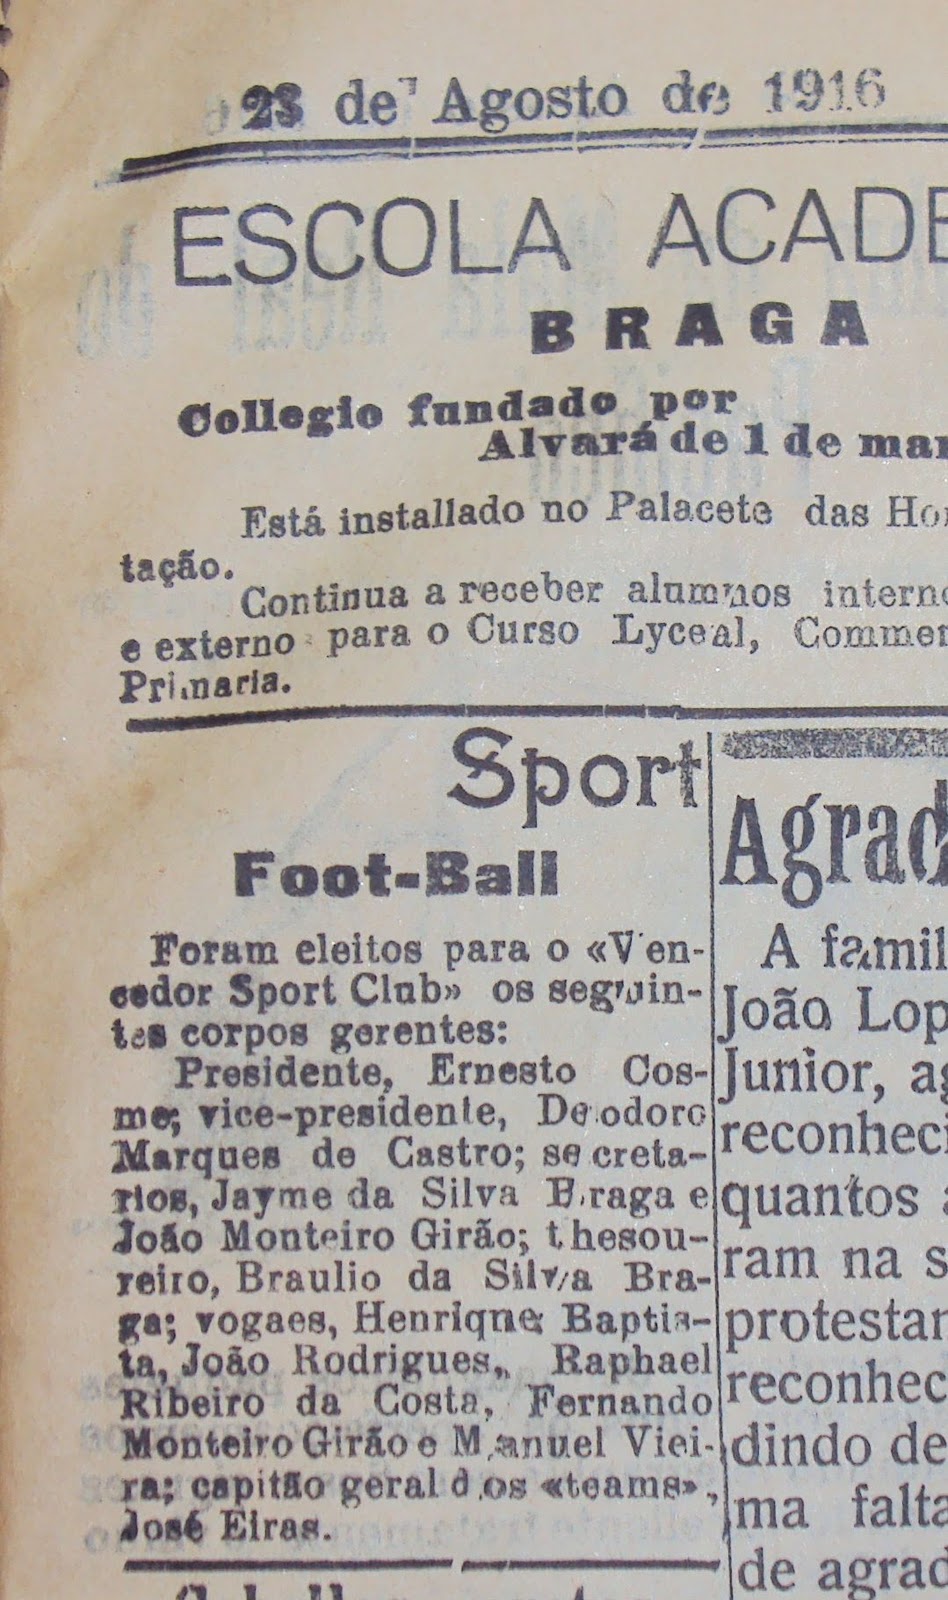 23 de Agosto de 1916
ESCOLA ACADE
BRAGA
Collegio fundado por
Alvará de 1 de mar
Está installado no Palacete das Hor
tação.
Continua a receber alumnos interno
e externo para o Curso Lyceal, Commer
Primaria.
Sport
Foot-Ball
Foram eleitos para o «Ven-
cedor Sport Club» os seguin-
tes corpos gerentes:
Presidente, Ernesto Cos-
me; vice-presidente, Deodoro
Marques de Castro; secreta-
rios, Jayme da Silva Braga e
João Monteiro Girão; thesou-
reiro, Braulio da Silva Bra-
ga; vogaes, Henrique Baptis-
ta, João Rodrigues, Raphael
Ribeiro da Costa, Fernando
Monteiro Girão e Manuel Viei-
ra; capitão geral dos «teams»,
José Eiras.
Agrad
A famil
João Lop
Junior, ag
reconheci
quantos a
ram na s
protestar
reconhec
dindo de
ma falta
de agrad